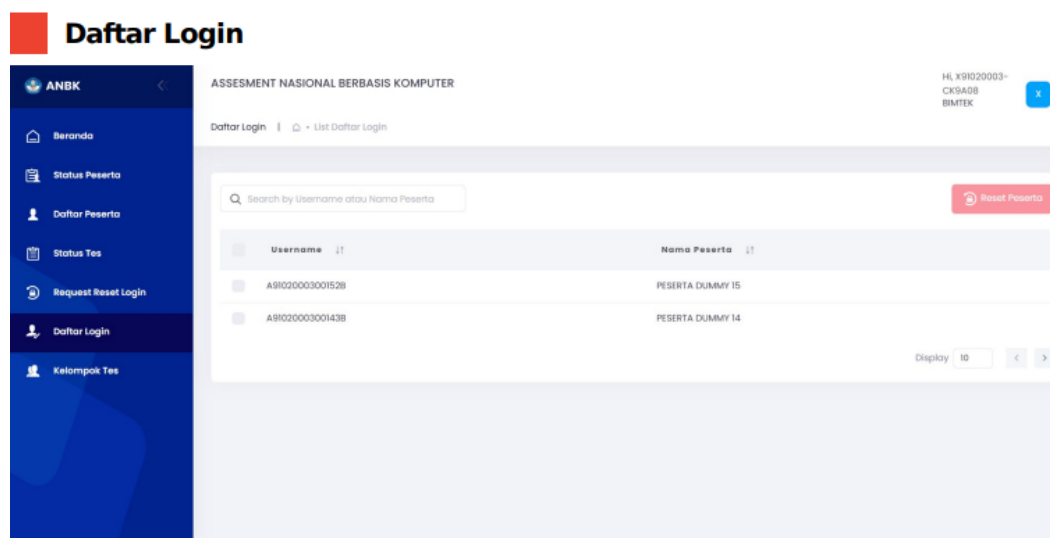 Daftar Login
ANBK
ASSESMENT NASIONAL BERBASIS KOMPUTER
Hi, X91020003-
CK9A08
BIMTEK
X
Daftar Login | List Daftar Login
Beranda
Status Peserta
Daftar Peserta
Status Tes
Request Reset Login
Daftar Login
Kelompok Tes
Search by Username atau Nama Peserta
Reset Peserta
Username Nama Peserta
A91020003001528 PESERTA DUMMY 15
A91020003001438 PESERTA DUMMY 14
Display 10